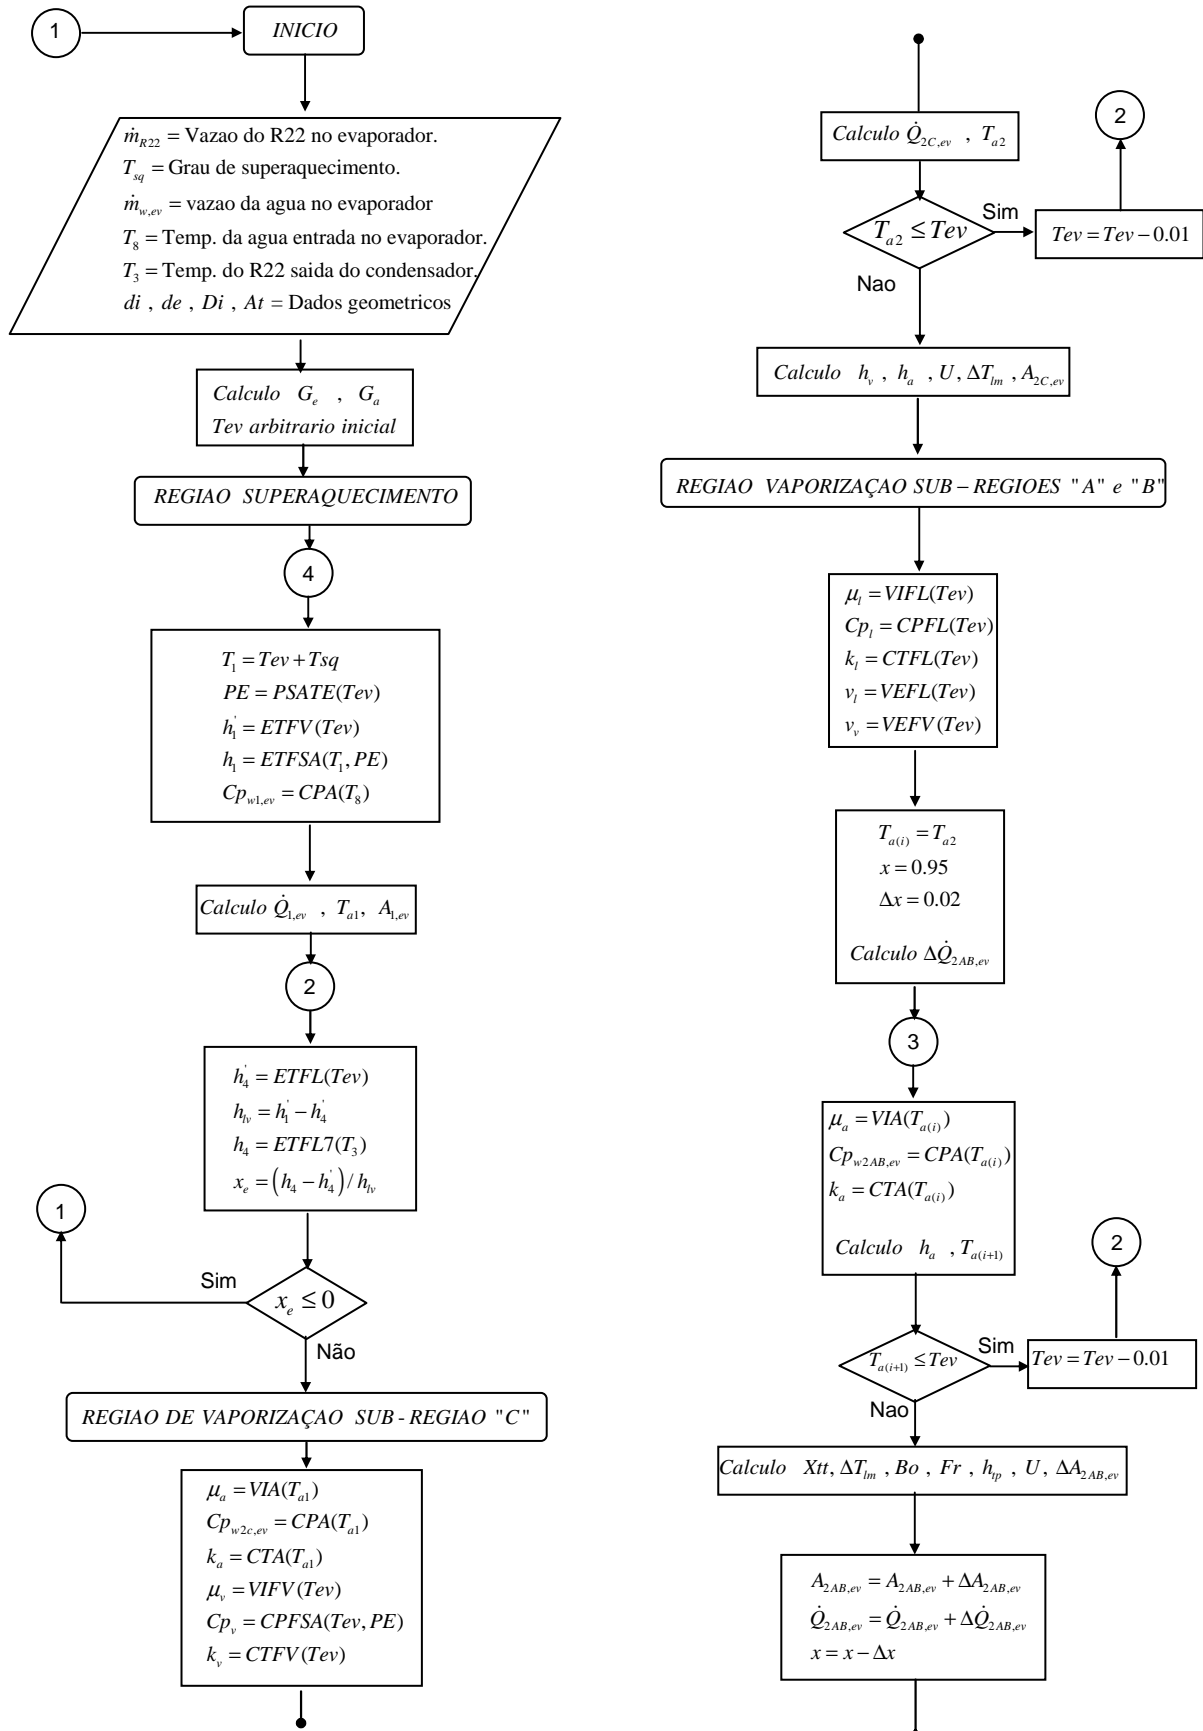 1
INICIO
ṁ_R22 = Vazao do R22 no evaporador.
T_sq = Grau de superaquecimento.
ṁ_w,ev = vazao da agua no evaporador
T_8 = Temp. da agua entrada no evaporador.
T_3 = Temp. do R22 saida do condensador.
di , de , Di , At = Dados geometricos
Calculo G_e , G_a
Tev arbitrario inicial
REGIAO SUPERAQUECIMENTO
4
T_1 = Tev + Tsq
PE = PSATE(Tev)
h_1^' = ETFV(Tev)
h_1 = ETFSA(T_1, PE)
Cp_w1,ev = CPA(T_8)
Calculo Q̇_1,ev , T_a1, A_1,ev
2
h_4^' = ETFL(Tev)
h_lv = h_1^' − h_4^'
h_4 = ETFL7(T_3)
x_e = (h_4 − h_4^')/ h_lv
1
Sim
x_e ≤ 0
Não
REGIAO DE VAPORIZAÇAO SUB - REGIAO "C"
μ_a = VIA(T_a1)
Cp_w2c,ev = CPA(T_a1)
k_a = CTA(T_a1)
μ_v = VIFV(Tev)
Cp_v = CPFSA(Tev, PE)
k_v = CTFV(Tev)
Calculo Q̇_2C,ev , T_a2
2
T_a2 ≤ Tev
Sim
Tev = Tev − 0.01
Nao
Calculo h_v , h_a , U, ΔT_lm , A_2C,ev
REGIAO VAPORIZAÇAO SUB − REGIOES "A" e "B"
μ_l = VIFL(Tev)
Cp_l = CPFL(Tev)
k_l = CTFL(Tev)
v_l = VEFL(Tev)
v_v = VEFV(Tev)
T_a(i) = T_a2
x = 0.95
Δx = 0.02
Calculo ΔQ̇_2AB,ev
3
μ_a = VIA(T_a(i))
Cp_w2AB,ev = CPA(T_a(i))
k_a = CTA(T_a(i))
Calculo h_a , T_a(i+1)
2
T_a(i+1) ≤ Tev
Sim
Tev = Tev − 0.01
Nao
Calculo Xtt, ΔT_lm , Bo , Fr , h_tp , U, ΔA_2AB,ev
A_2AB,ev = A_2AB,ev + ΔA_2AB,ev
Q̇_2AB,ev = Q̇_2AB,ev + ΔQ̇_2AB,ev
x = x − Δx